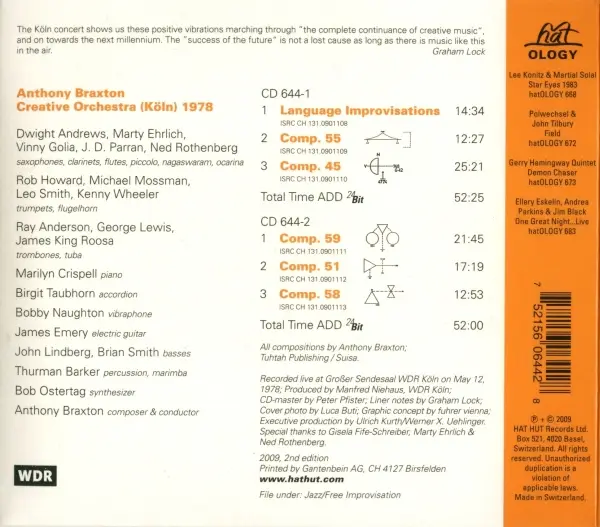 The Köln concert shows us these positive vibrations marching through "the complete continuance of creative music",
and on towards the next millennium. The "success of the future" is not a lost cause as long as there is music like this
in the air.
Graham Lock
Anthony Braxton
Creative Orchestra (Köln) 1978
Dwight Andrews, Marty Ehrlich,
Vinny Golia, J. D. Parran, Ned Rothenberg
saxophones, clarinets, flutes, piccolo, nagaswaram, ocarina
Rob Howard, Michael Mossman,
Leo Smith, Kenny Wheeler
trumpets, flugelhorn
Ray Anderson, George Lewis,
James King Roosa
trombones, tuba
Marilyn Crispell piano
Birgit Taubhorn accordion
Bobby Naughton vibraphone
James Emery electric guitar
John Lindberg, Brian Smith basses
Thurman Barker percussion, marimba
Bob Ostertag synthesizer
Anthony Braxton composer & conductor
WDR
CD 644-1
1 Language Improvisations 14:34
ISRC CH 131.0901108
2 Comp. 55 12:27
ISRC CH 131.0901109
3 Comp. 45 25:21
ISRC CH 131.0901110
Total Time ADD 24Bit 52:25
CD 644-2
1 Comp. 59 21:45
ISRC CH 131.0901111
2 Comp. 51 17:19
ISRC CH 131.0901112
3 Comp. 58 12:53
ISRC CH 131.0901113
Total Time ADD 24Bit 52:00
All compositions by Anthony Braxton;
Tuhtah Publishing / Suisa.
Recorded live at Großer Sendesaal WDR Köln on May 12,
1978; Produced by Manfred Niehaus, WDR Köln;
CD-master by Peter Pfister; Liner notes by Graham Lock;
Cover photo by Luca Buti; Graphic concept by fuhrer vienna;
Executive production by Ulrich Kurth/Werner X. Uehlinger.
Special thanks to Gisela Fife-Schreiber, Marty Ehrlich &
Ned Rothenberg.
2009, 2nd edition
Printed by Gantenbein AG, CH 4127 Birsfelden
www.hathut.com
File under: Jazz/Free Improvisation
hat
OLOGY
Lee Konitz & Martial Solal
Star Eyes 1983
hatOLOGY 668
Polwechsel &
John Tilbury
Field
hatOLOGY 672
Gerry Hemingway Quintet
Demon Chaser
hatOLOGY 673
Ellery Eskelin, Andrea
Parkins & Jim Black
One Great Night...Live
hatOLOGY 683
7 52156 06442 8
℗ + © 2009
HAT HUT Records Ltd.
Box 521, 4020 Basel,
Switzerland. All rights
reserved. Unauthorized
duplication is a
violation of
applicable laws.
Made in Switzerland.